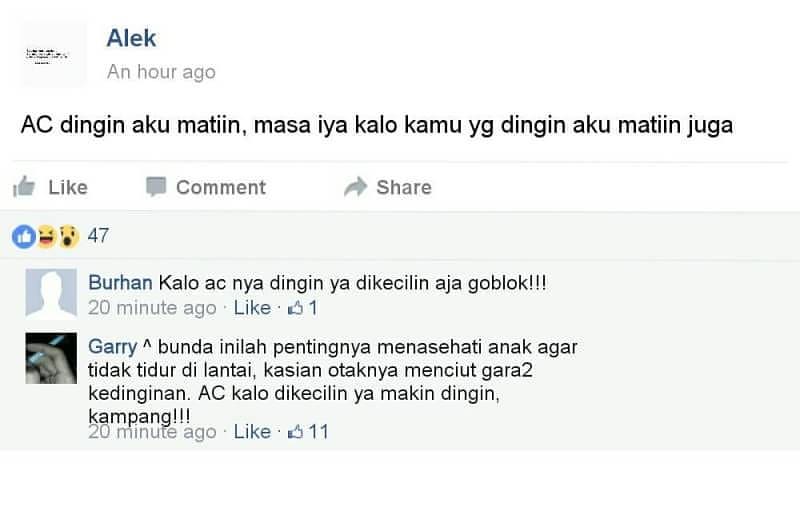 Alek
An hour ago
AC dingin aku matiin, masa iya kalo kamu yg dingin aku matiin juga
Like Comment Share
47
Burhan Kalo ac nya dingin ya dikecilin aja goblok!!!
20 minute ago · Like · 1
Garry ^ bunda inilah pentingnya menasehati anak agar
tidak tidur di lantai, kasian otaknya menciut gara2
kedinginan. AC kalo dikecilin ya makin dingin,
kampang!!!
20 minute ago · Like · 11